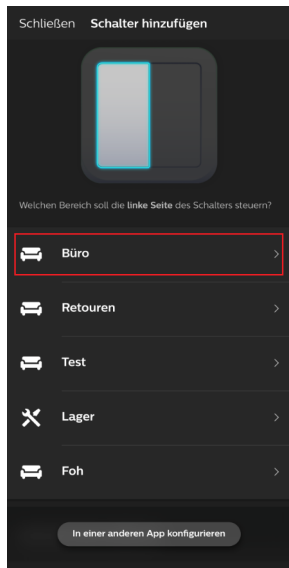 Schließen Schalter hinzufügen
Welchen Bereich soll die linke Seite des Schalters steuern?
Büro
Retouren
Test
Lager
Foh
In einer anderen App konfigurieren